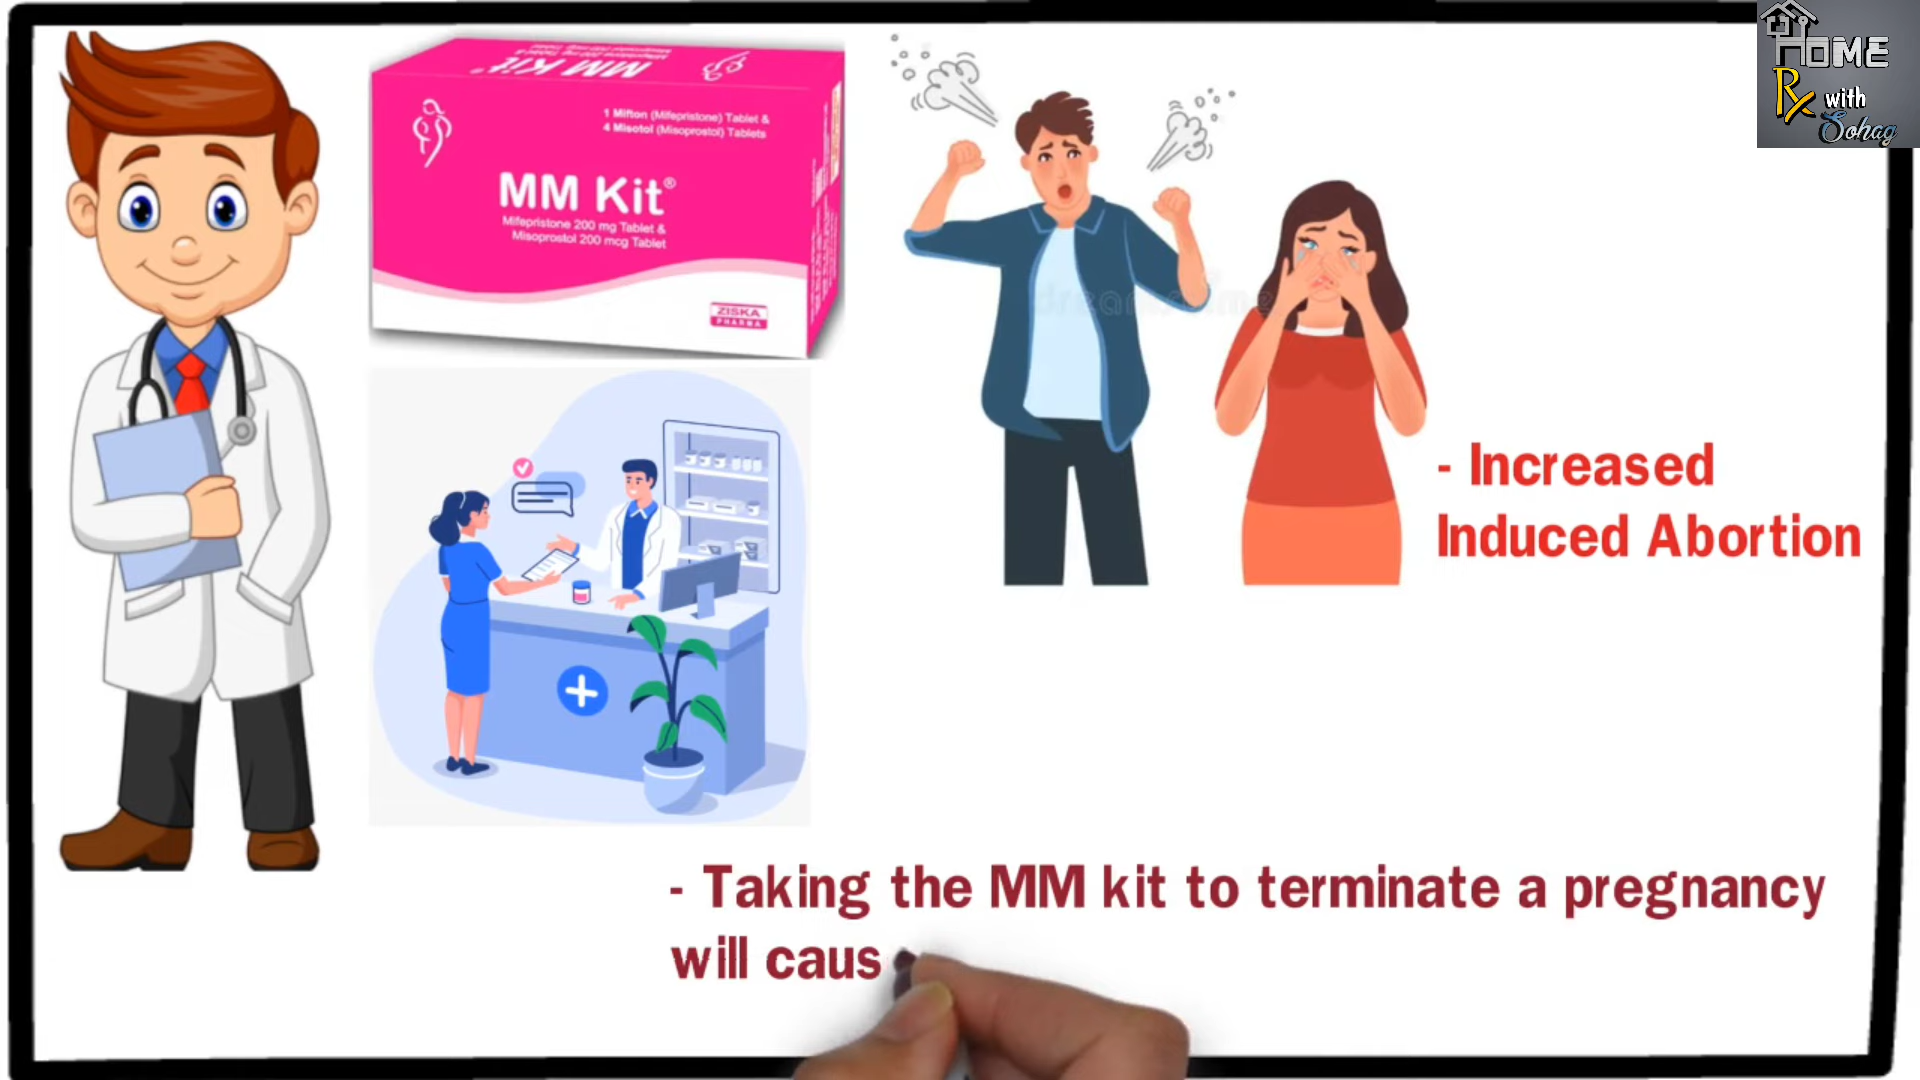 HOME
Rx with
Sohag
MM Kit®
1 Mifton (Mifepristone) Tablet &
4 Misotol (Misoprostol) Tablets
MM Kit®
Mifepristone 200 mg Tablet &
Misoprostol 200 mcg Tablet
ZISKA
PHARMA
- Increased
Induced Abortion
- Taking the MM kit to terminate a pregnancy
will caus